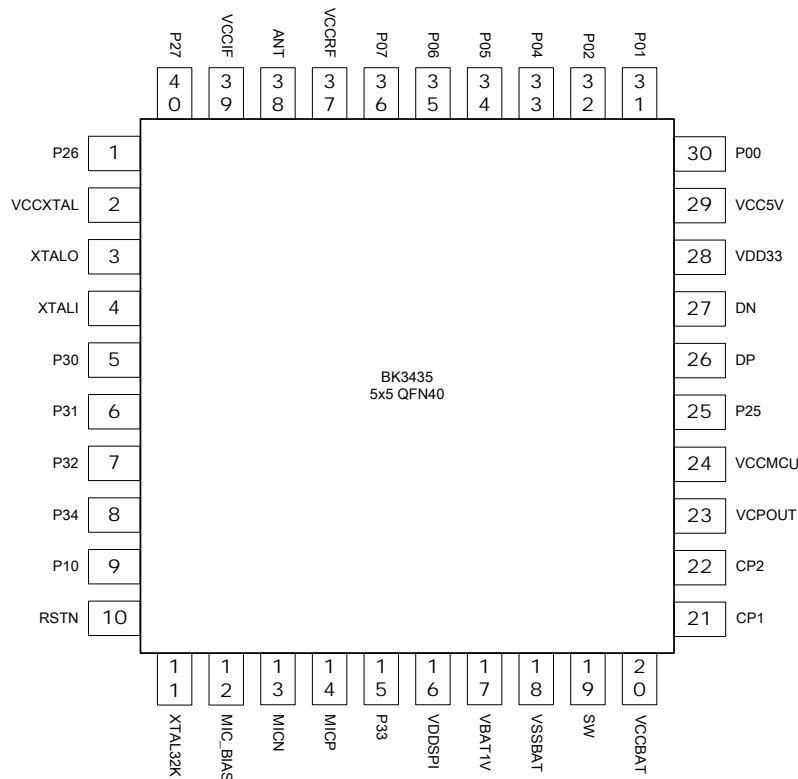 P27
VCCIF
ANT
VCCRF
P07
P06
P05
P04
P02
P01
40
39
38
37
36
35
34
33
32
31
P26 1
VCCXTAL 2
XTALO 3
XTALI 4
P30 5
P31 6
P32 7
P34 8
P10 9
RSTN 10
BK3435
5x5 QFN40
30 P00
29 VCC5V
28 VDD33
27 DN
26 DP
25 P25
24 VCCMCU
23 VCPOUT
22 CP2
21 CP1
11
12
13
14
15
16
17
18
19
20
XTAL32K
MIC_BIAS
MICN
MICP
P33
VDDSPI
VBAT1V
VSSBAT
SW
VCCBAT